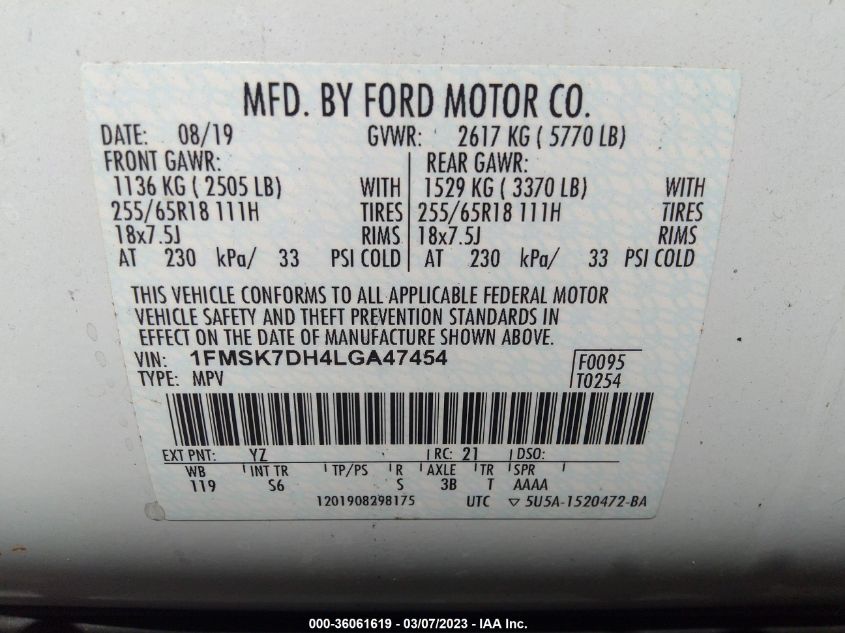 MFD. BY FORD MOTOR CO.
DATE: 08/19 GVWR: 2617 KG ( 5770 LB)
FRONT GAWR: REAR GAWR:
1136 KG ( 2505 LB) WITH 1529 KG ( 3370 LB) WITH
255/65R18 111H TIRES 255/65R18 111H TIRES
18x7.5J RIMS 18x7.5J RIMS
AT 230 kPa/ 33 PSI COLD AT 230 kPa/ 33 PSI COLD
THIS VEHICLE CONFORMS TO ALL APPLICABLE FEDERAL MOTOR
VEHICLE SAFETY AND THEFT PREVENTION STANDARDS IN
EFFECT ON THE DATE OF MANUFACTURE SHOWN ABOVE.
VIN: 1FMSK7DH4LGA47454 F0095
TYPE: MPV T0254
EXT PNT: YZ RC: 21 DSO:
WB INT TR TP/PS R AXLE TR SPR
119 S6 S 3B T AAAA
1201908298175 UTC ▽ 5U5A-1520472-BA
000-36061619 - 03/07/2023 - IAA Inc.